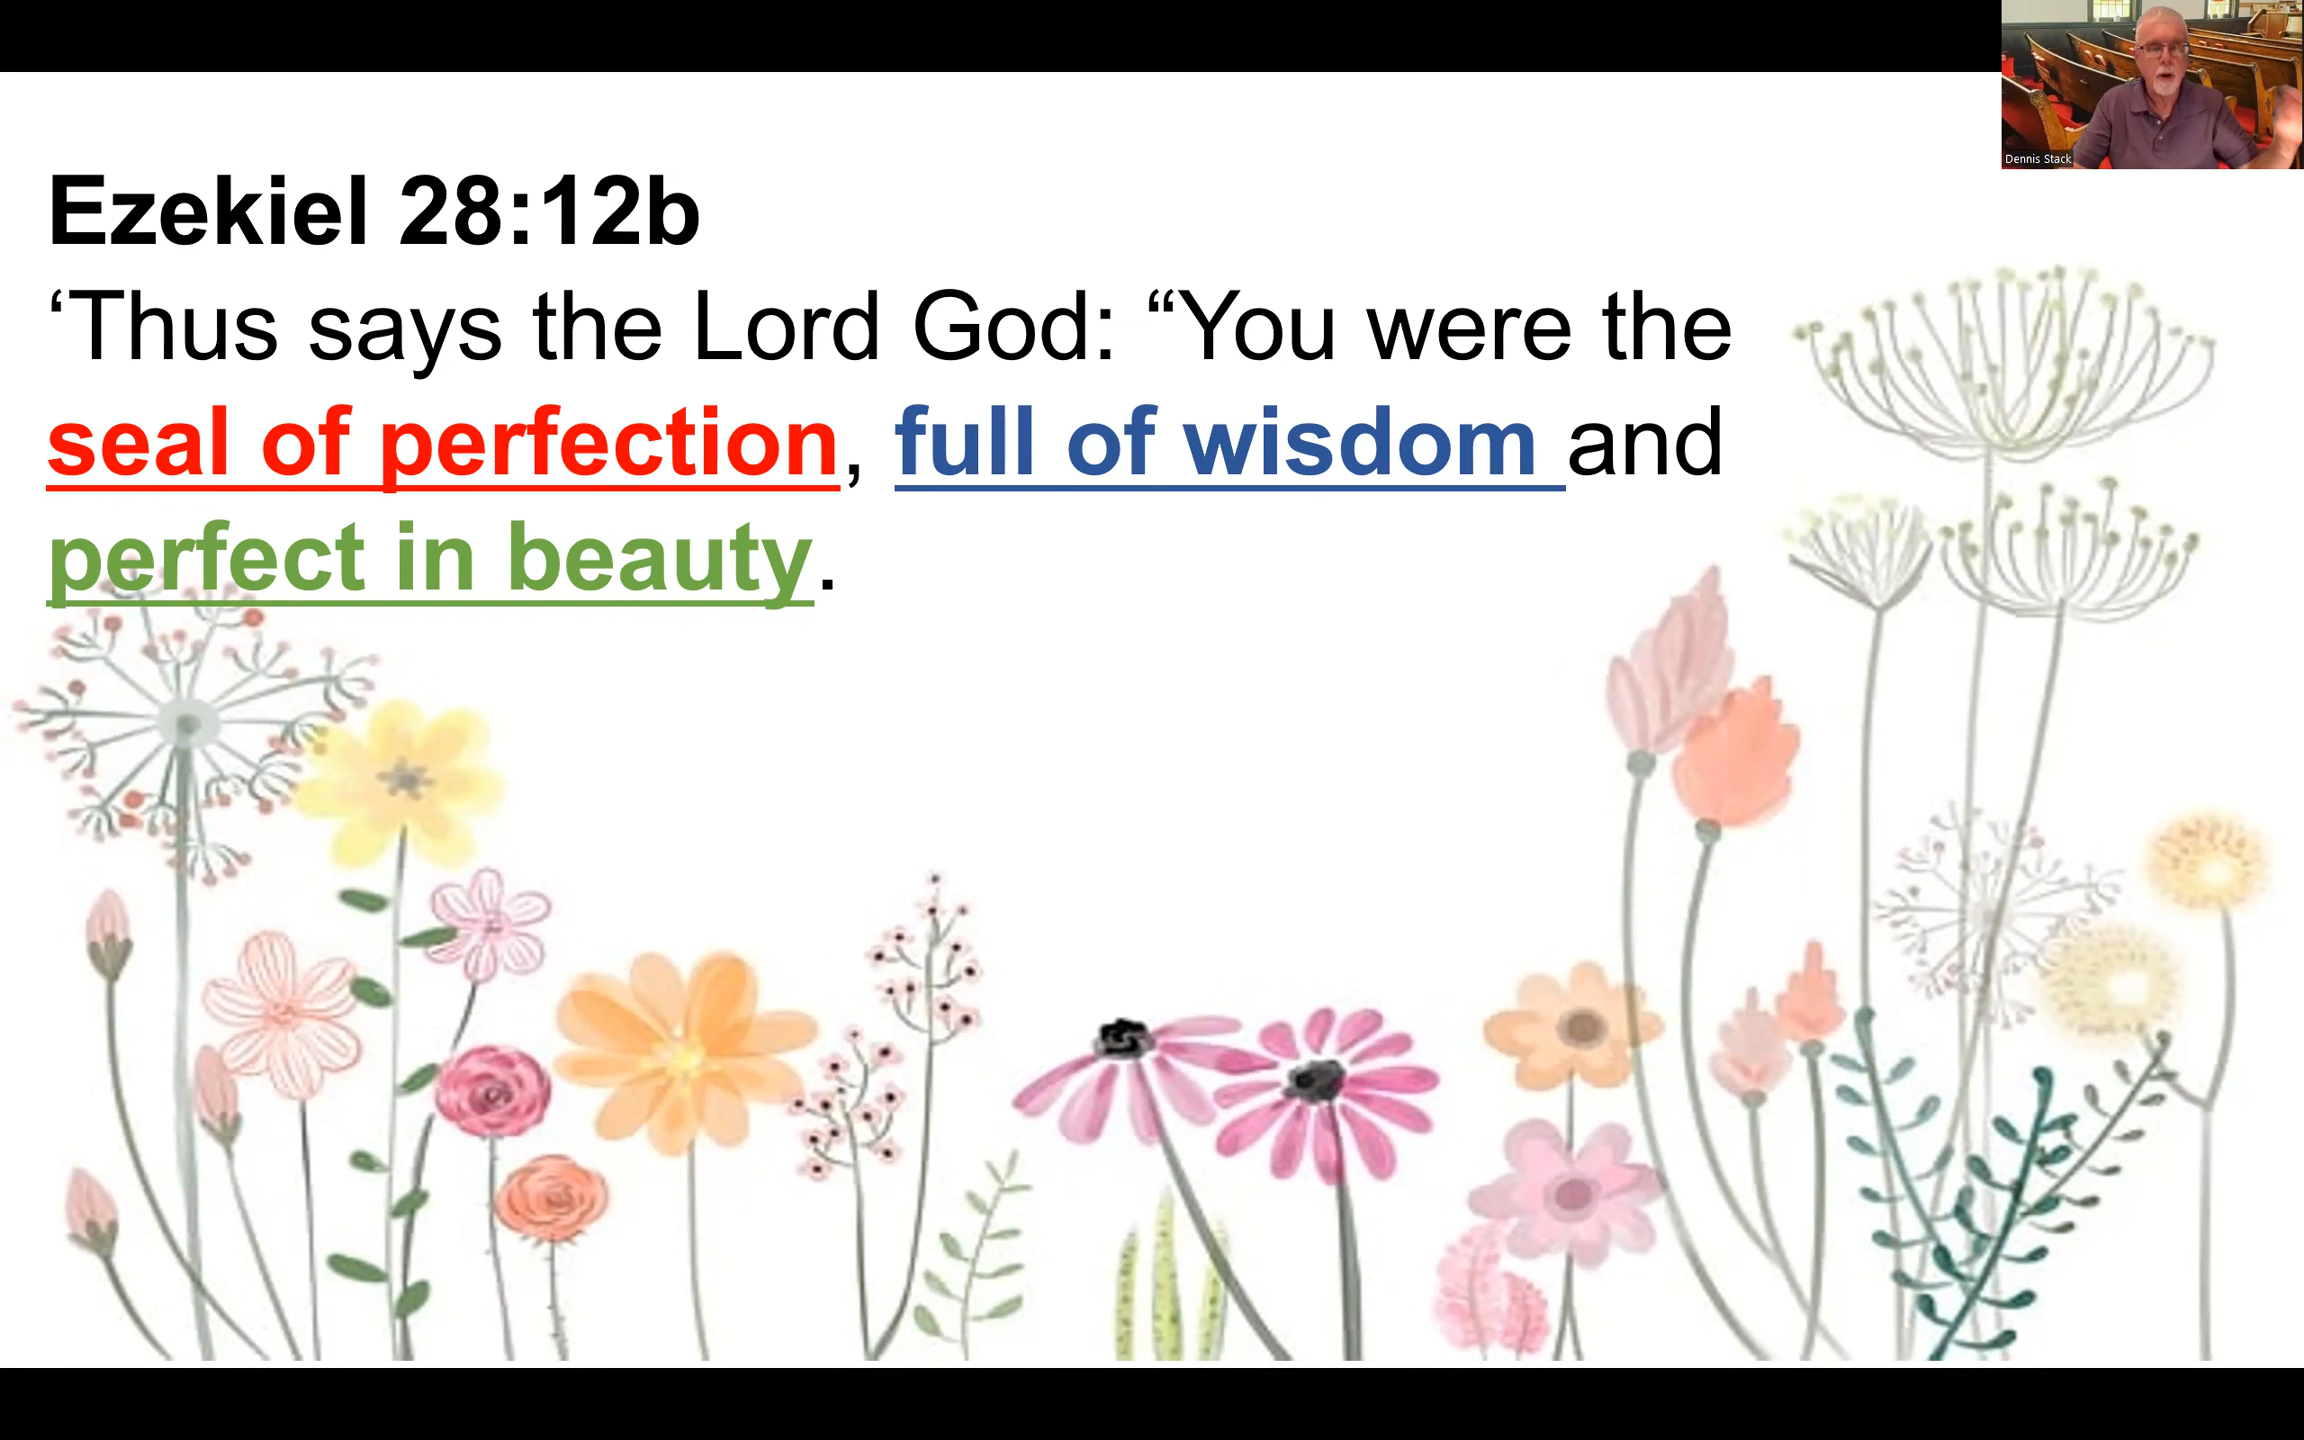 Dennis Stack
Ezekiel 28:12b
‘Thus says the Lord God: “You were the
seal of perfection, full of wisdom and
perfect in beauty.